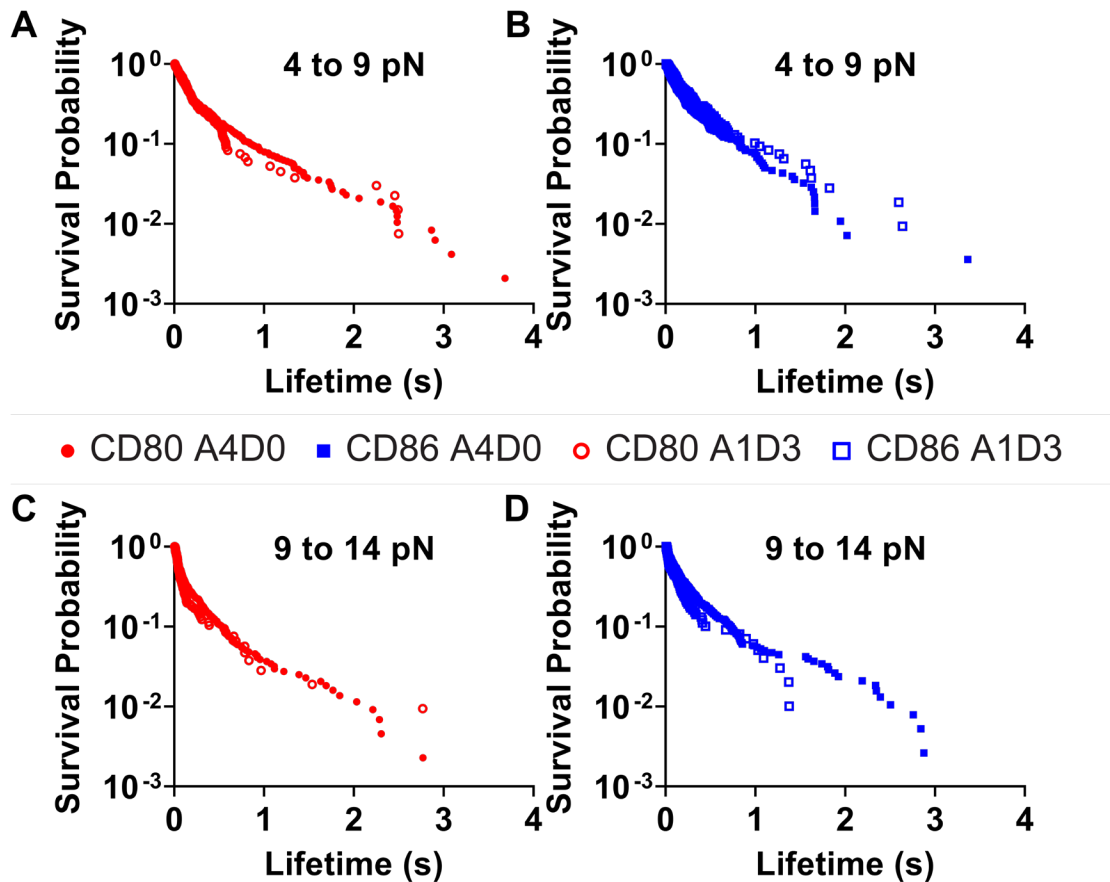 A
4 to 9 pN
Survival Probability
10⁰
10⁻¹
10⁻²
10⁻³
0 1 2 3 4
Lifetime (s)
B
4 to 9 pN
Survival Probability
10⁰
10⁻¹
10⁻²
10⁻³
0 1 2 3 4
Lifetime (s)
CD80 A4D0 CD86 A4D0 CD80 A1D3 CD86 A1D3
C
9 to 14 pN
Survival Probability
10⁰
10⁻¹
10⁻²
10⁻³
0 1 2 3 4
Lifetime (s)
D
9 to 14 pN
Survival Probability
10⁰
10⁻¹
10⁻²
10⁻³
0 1 2 3 4
Lifetime (s)